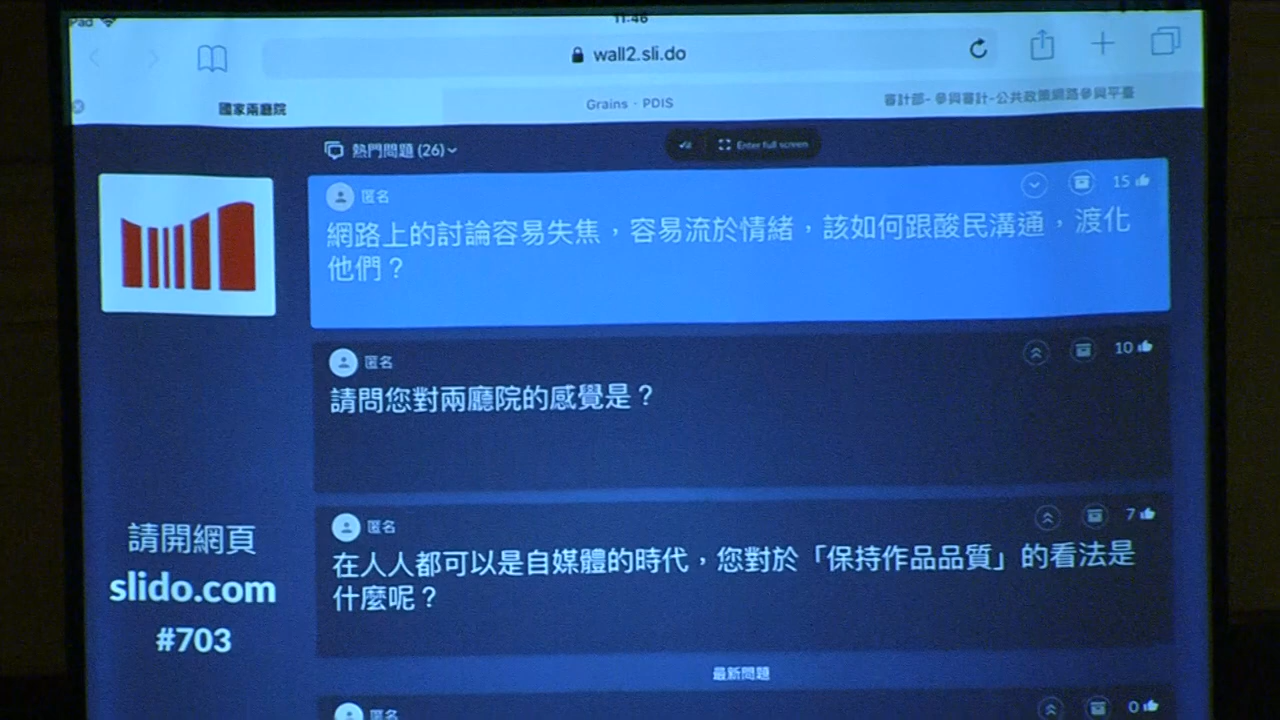 iPad
11:46
wall2.sli.do
國家兩廳院
Grains · PDIS
審計部- 參與審計-公共政策網路參與平臺
熱門問題 (26)
Enter full screen
匿名
15
網路上的討論容易失焦，容易流於情緒，該如何跟酸民溝通，渡化
他們？
匿名
10
請問您對兩廳院的感覺是？
匿名
7
在人人都可以是自媒體的時代，您對於「保持作品品質」的看法是
什麼呢？
請開網頁
slido.com
#703
最新問題
匿名
0